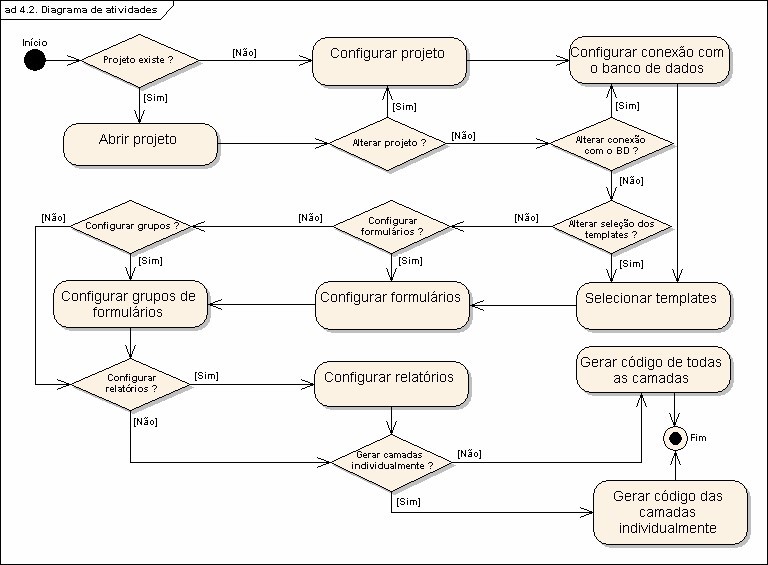 ad 4.2. Diagrama de atividades
Início
Projeto existe ?
[Não]
Configurar projeto
Configurar conexão com
o banco de dados
[Sim]
[Sim]
[Sim]
Abrir projeto
Alterar projeto ?
[Não]
Alterar conexão
com o BD ?
[Não]
[Não]
Configurar grupos ?
[Não]
Configurar
formulários ?
[Não]
Alterar seleção dos
templates ?
[Sim]
[Sim]
[Sim]
Configurar grupos de
formulários
Configurar formulários
Selecionar templates
Configurar
relatórios ?
[Sim]
Configurar relatórios
Gerar código de todas
as camadas
[Não]
Gerar camadas
individualmente ?
[Não]
Fim
[Sim]
Gerar código das
camadas
individualmente